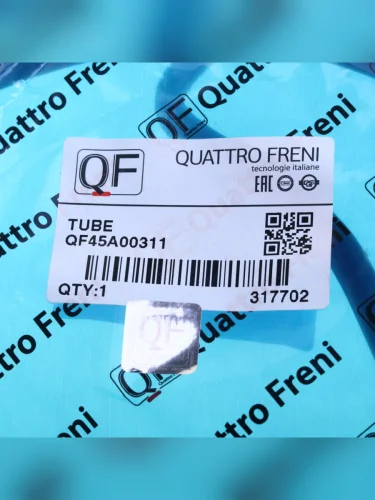 Quattro Freni
QF Quattro Freni
QF
QUATTRO FRENI
tecnologie italiane
EAC
TUBE
QF45A00311
QTY:1
317702
QF
Quattro Freni
QF Quattro Freni